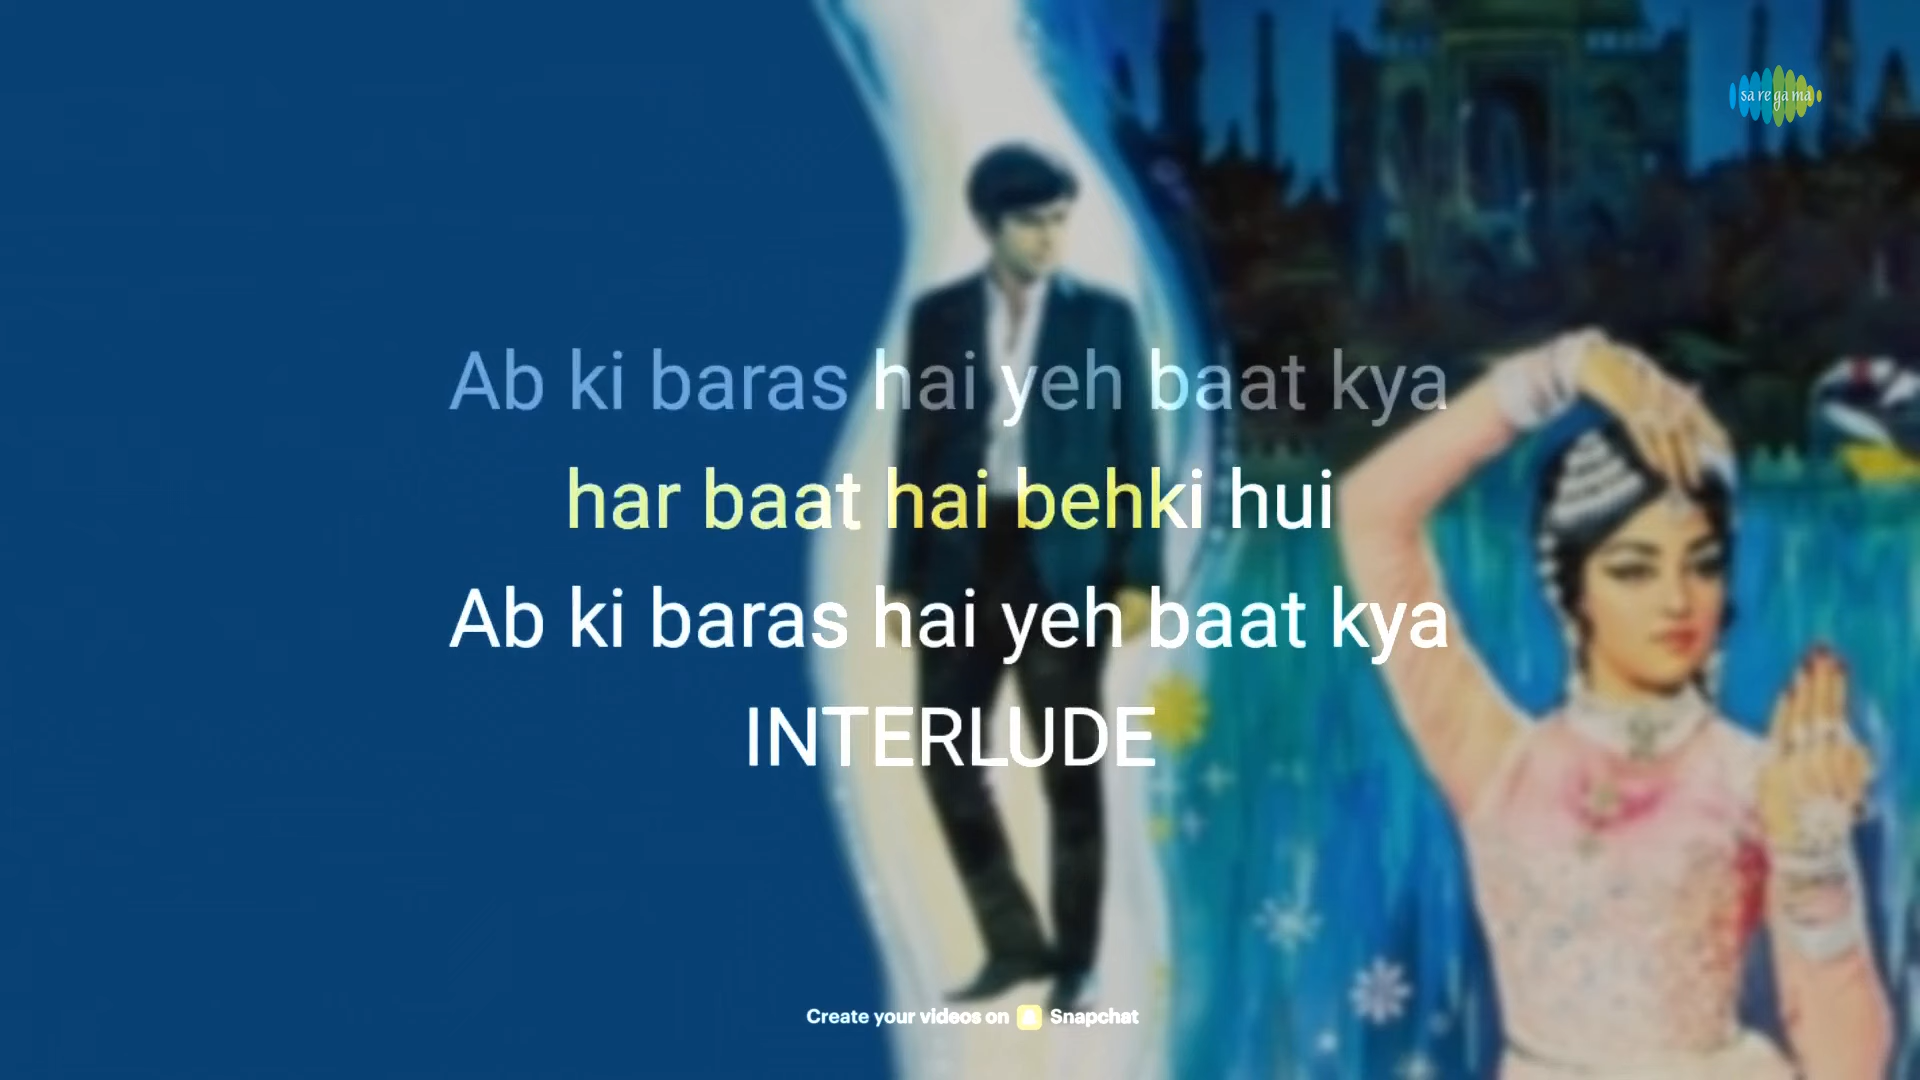 sa re ga ma
Ab ki baras hai yeh baat kya
har baat hai behki hui
Ab ki baras hai yeh baat kya
INTERLUDE
Create your videos on Snapchat